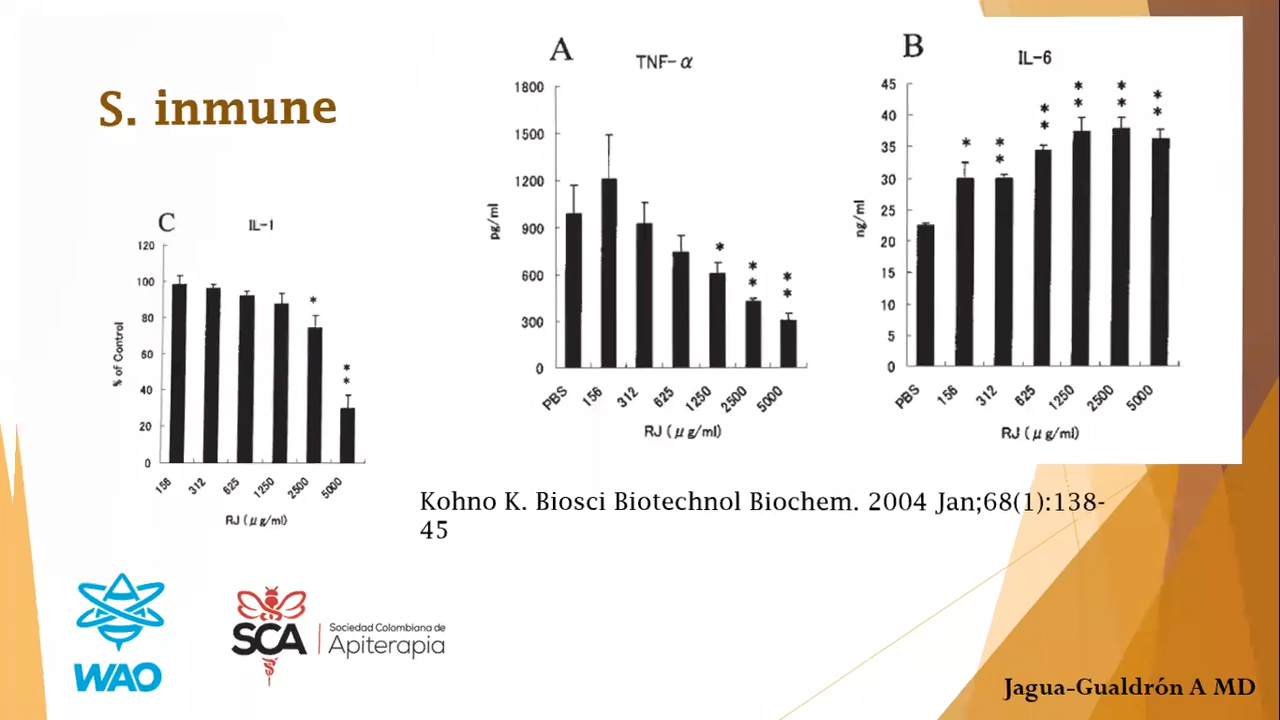 S. inmune
A
TNF-α
1800
1500
1200
900
600
300
0
pg/ml
*
*
*
*
*
PBS
156
312
625
1250
2500
5000
RJ (μg/ml)
B
IL-6
45
40
35
30
25
20
15
10
5
0
ng/ml
*
*
*
*
*
*
*
*
*
*
*
PBS
156
312
625
1250
2500
5000
RJ (μg/ml)
C
IL-1
120
100
80
60
40
20
0
% of Control
*
*
*
156
312
625
1250
2500
5000
RJ (μg/ml)
Kohno K. Biosci Biotechnol Biochem. 2004 Jan;68(1):138-
45
WAO
SCA
Sociedad Colombiana de
Apiterapia
Jagua-Gualdrón A MD